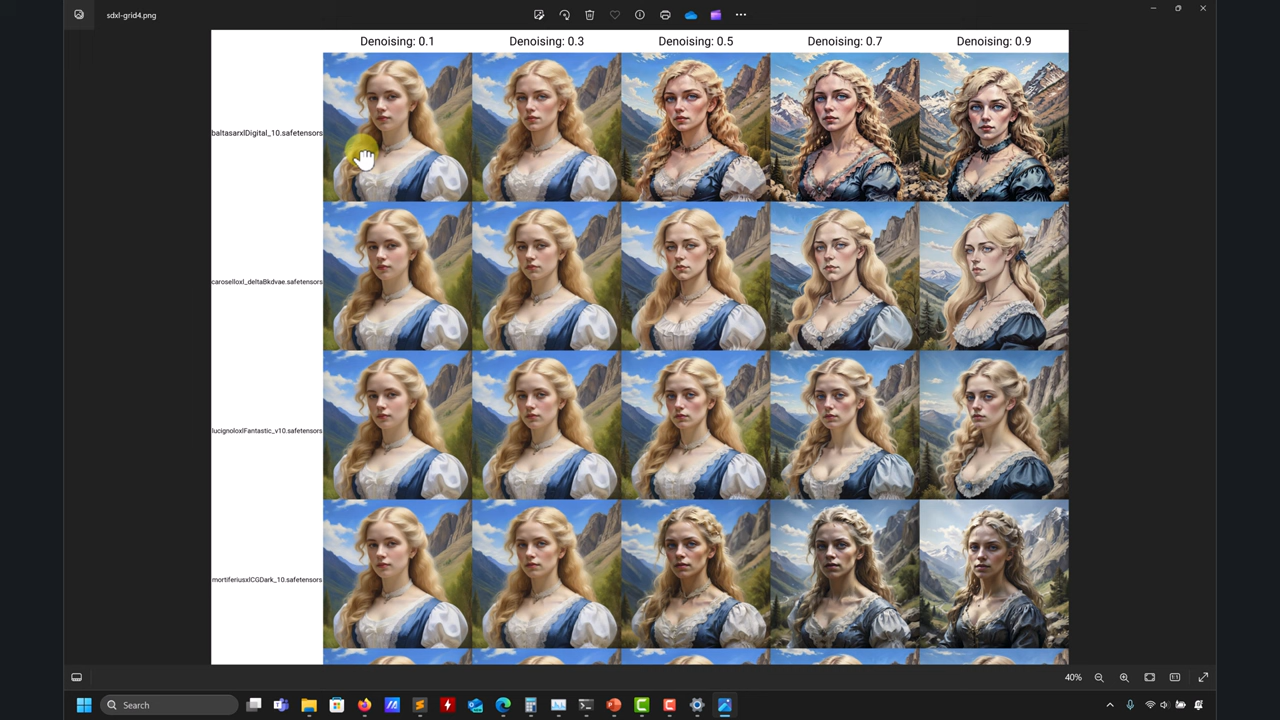 sdxl-grid4.png
Denoising: 0.1 Denoising: 0.3 Denoising: 0.5 Denoising: 0.7 Denoising: 0.9
baltasarxlDigital_10.safetensors
caroselloxl_deltaBkdvae.safetensors
lucignoloxlFantastic_v10.safetensors
mortiferiusxlCGDark_10.safetensors
40%
Search